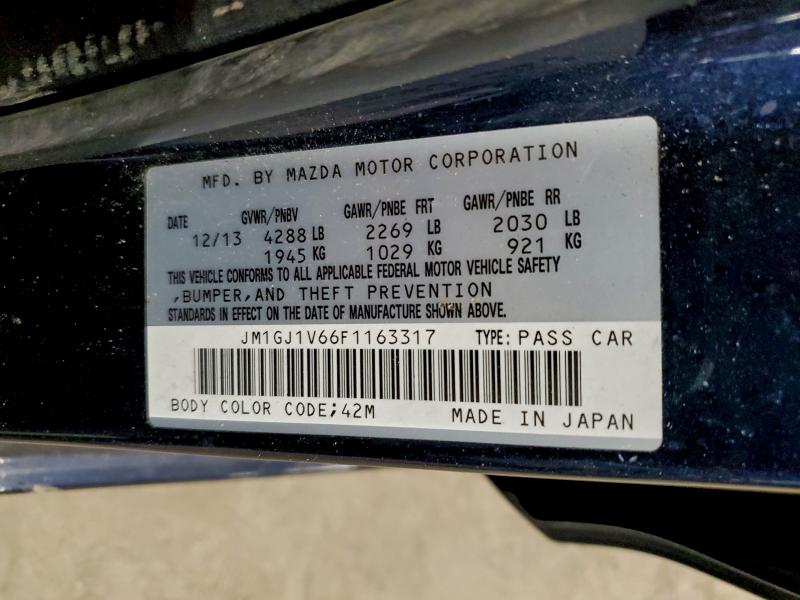 MFD. BY MAZDA MOTOR CORPORATION
DATE GVWR/PNBV GAWR/PNBE FRT GAWR/PNBE RR
12/13 4288 LB 2269 LB 2030 LB
1945 KG 1029 KG 921 KG
THIS VEHICLE CONFORMS TO ALL APPLICABLE FEDERAL MOTOR VEHICLE SAFETY
,BUMPER,AND THEFT PREVENTION
STANDARDS IN EFFECT ON THE DATE OF MANUFACTURE SHOWN ABOVE.
JM1GJ1V66F1163317 TYPE: PASS CAR
BODY COLOR CODE;42M MADE IN JAPAN